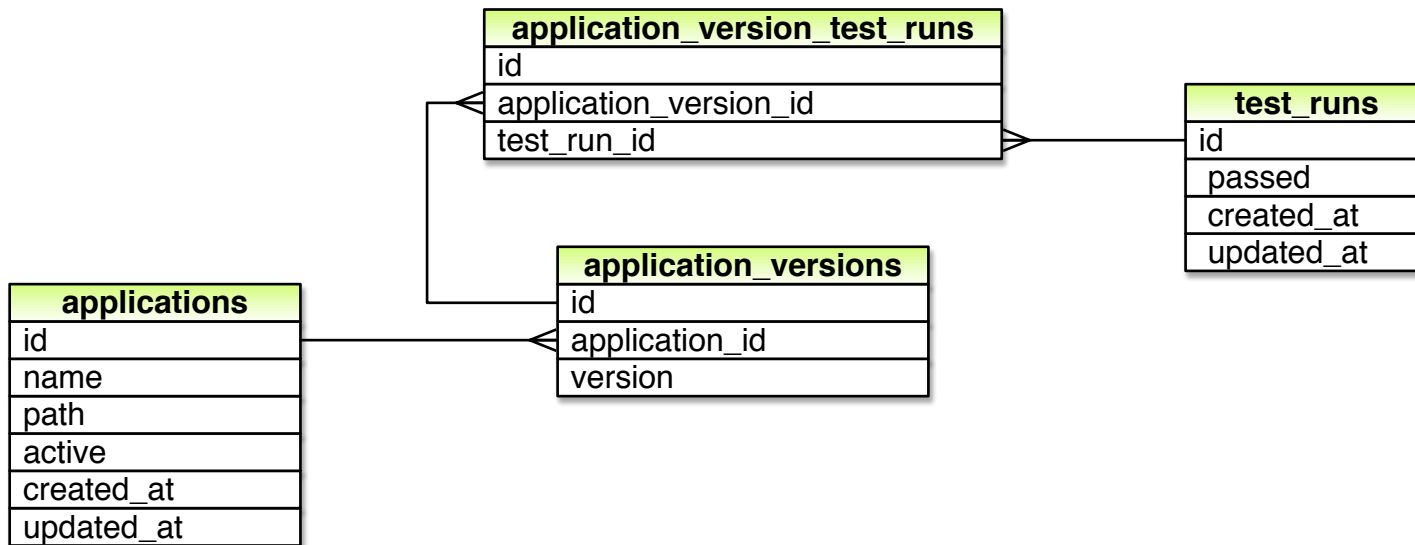 application_version_test_runs
id
application_version_id
test_run_id
test_runs
id
passed
created_at
updated_at
application_versions
id
application_id
version
applications
id
name
path
active
created_at
updated_at